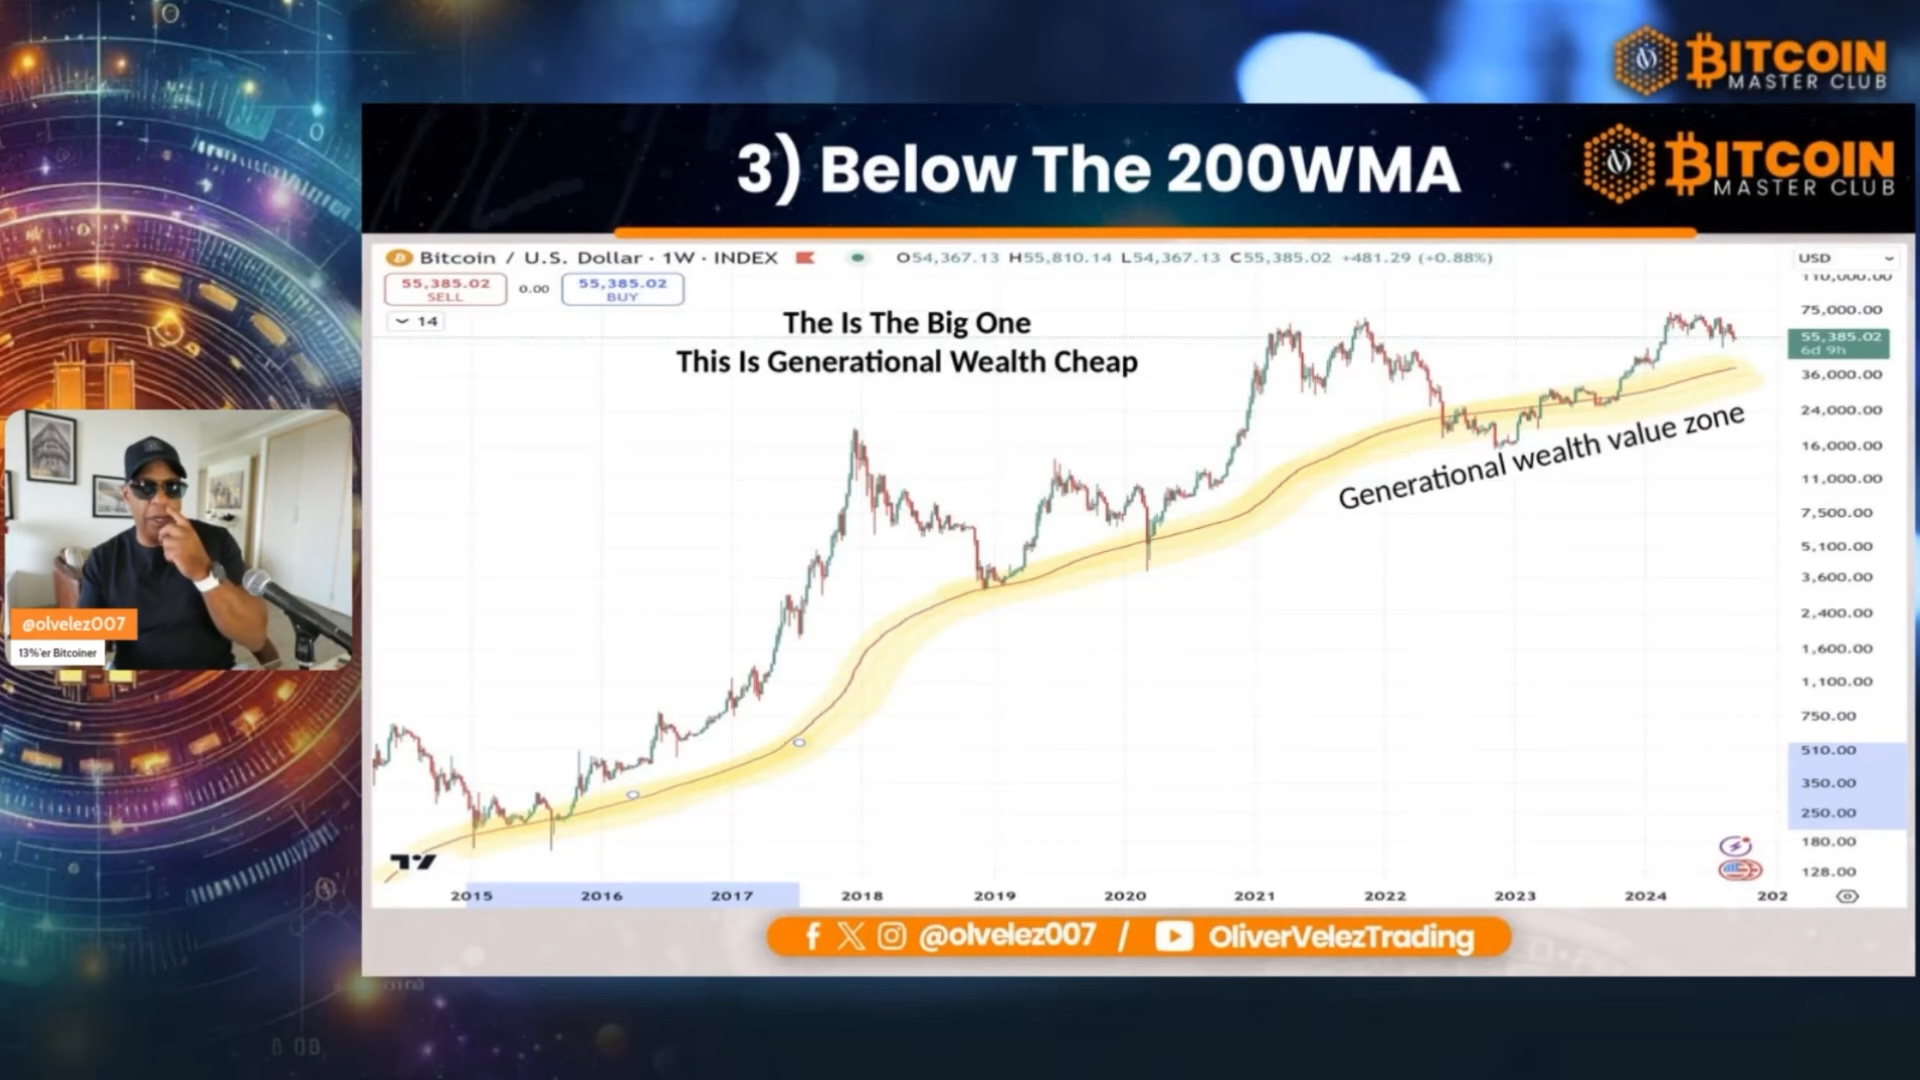 BITCOIN
MASTER CLUB
3) Below The 200WMA
BITCOIN
MASTER CLUB
Bitcoin / U.S. Dollar · 1W · INDEX
O54,367.13 H55,810.14 L54,367.13 C55,385.02 +481.29 (+0.88%)
USD
55,385.02
SELL
0.00
55,385.02
BUY
14
The Is The Big One
This Is Generational Wealth Cheap
Generational wealth value zone
110,000.00
75,000.00
55,385.02
6d 9h
36,000.00
24,000.00
16,000.00
11,000.00
7,500.00
5,100.00
3,600.00
2,400.00
1,600.00
1,100.00
750.00
510.00
350.00
250.00
180.00
128.00
2015 2016 2017 2018 2019 2020 2021 2022 2023 2024 202
@olvelez007
13%'er Bitcoiner
@olvelez007 / OliverVelezTrading